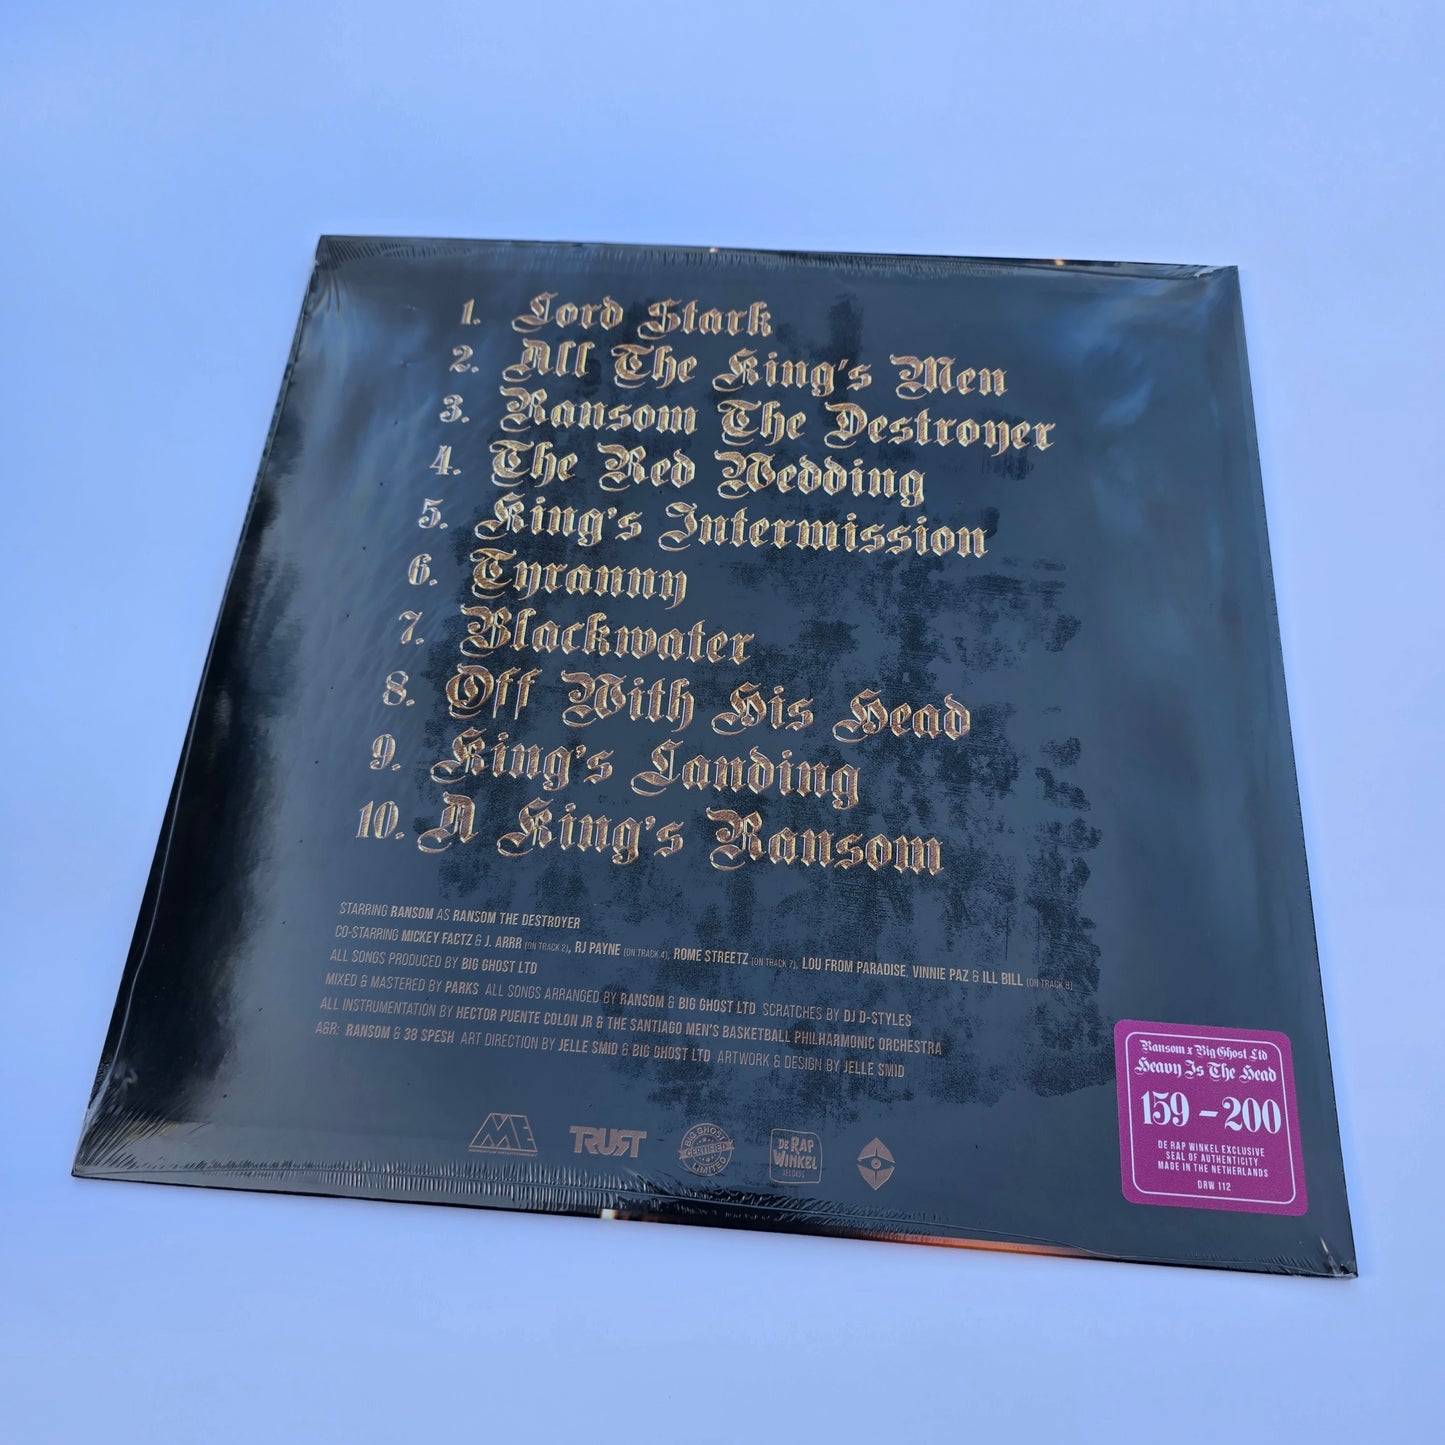 1. Lord Stark
2. All The King's Men
3. Ransom The Destroyer
4. The Red Wedding
5. King's Intermission
6. Tyranny
7. Blackwater
8. Off With His Head
9. King's Landing
10. A King's Ransom
STARRING RANSOM AS RANSOM THE DESTROYER
CO-STARRING MICKEY FACTZ & J. ARRR (ON TRACK 2), RJ PAYNE (ON TRACK 4), ROME STREETZ (ON TRACK 7), LOU FROM PARADISE, VINNIE PAZ & ILL BILL (ON TRACK 8)
ALL SONGS PRODUCED BY BIG GHOST LTD
MIXED & MASTERED BY PARKS ALL SONGS ARRANGED BY RANSOM & BIG GHOST LTD SCRATCHES BY DJ D-STYLES
ALL INSTRUMENTATION BY HECTOR PUENTE COLON JR & THE SANTIAGO MEN'S BASKETBALL PHILHARMONIC ORCHESTRA
A&R: RANSOM & 38 SPESH ART DIRECTION BY JELLE SMID & BIG GHOST LTD ARTWORK & DESIGN BY JELLE SMID
ME
TRUST
BIG GHOST
CERTIFIED
LIMITED
DE RAP
WINKEL
RECORDS
Ransom x Big Ghost Ltd
Heavy Is The Head
159 – 200
DE RAP WINKEL EXCLUSIVE
SEAL OF AUTHENTICITY
MADE IN THE NETHERLANDS
DRW 112